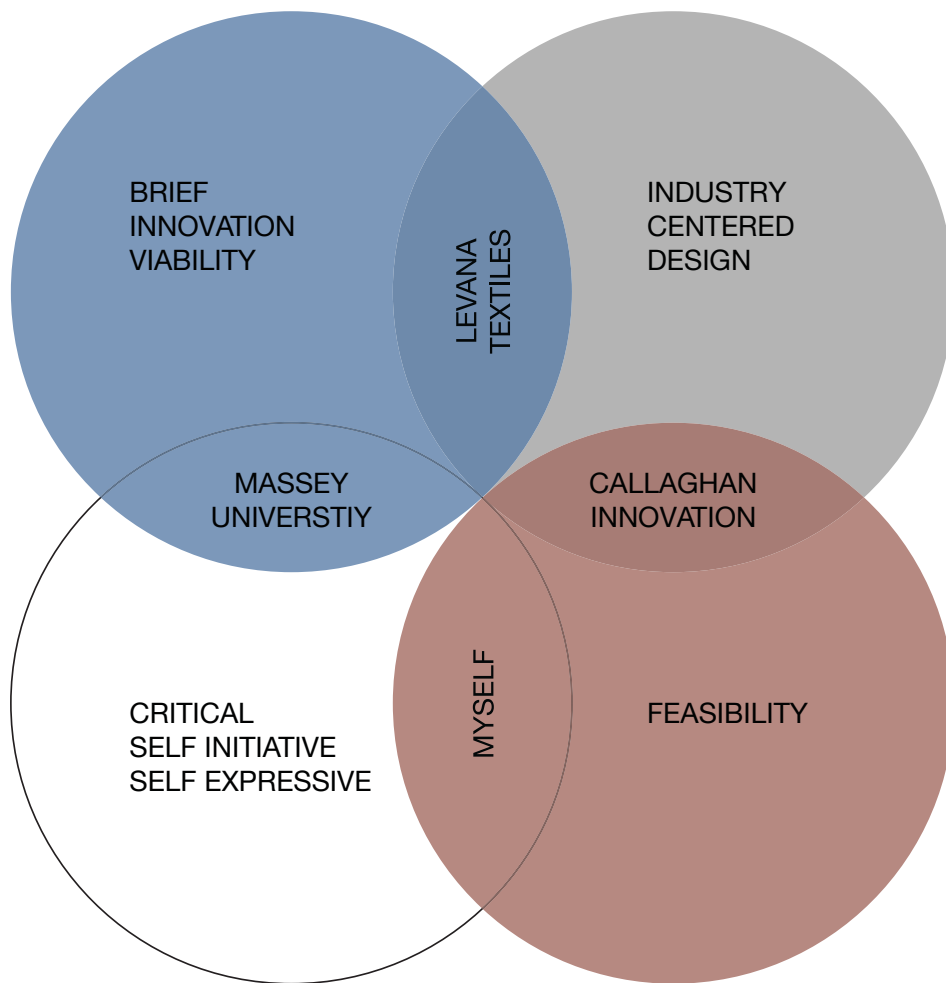 BRIEF
INNOVATION
VIABILITY
LEVANA
TEXTILES
INDUSTRY
CENTERED
DESIGN
MASSEY
UNIVERSTIY
CALLAGHAN
INNOVATION
CRITICAL
SELF INITIATIVE
SELF EXPRESSIVE
MYSELF
FEASIBILITY